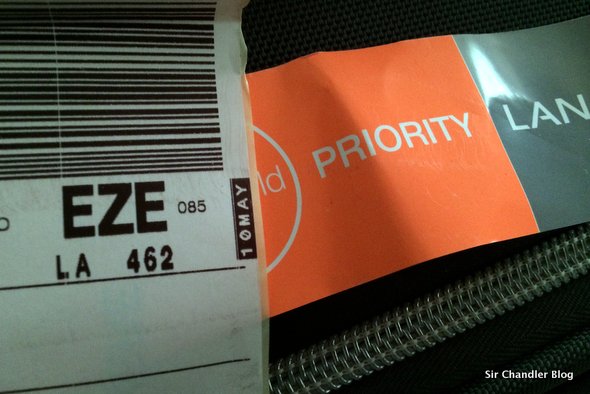 EZE 085
LA 462
10MAY
PRIORITY
LAN
Sir Chandler Blog